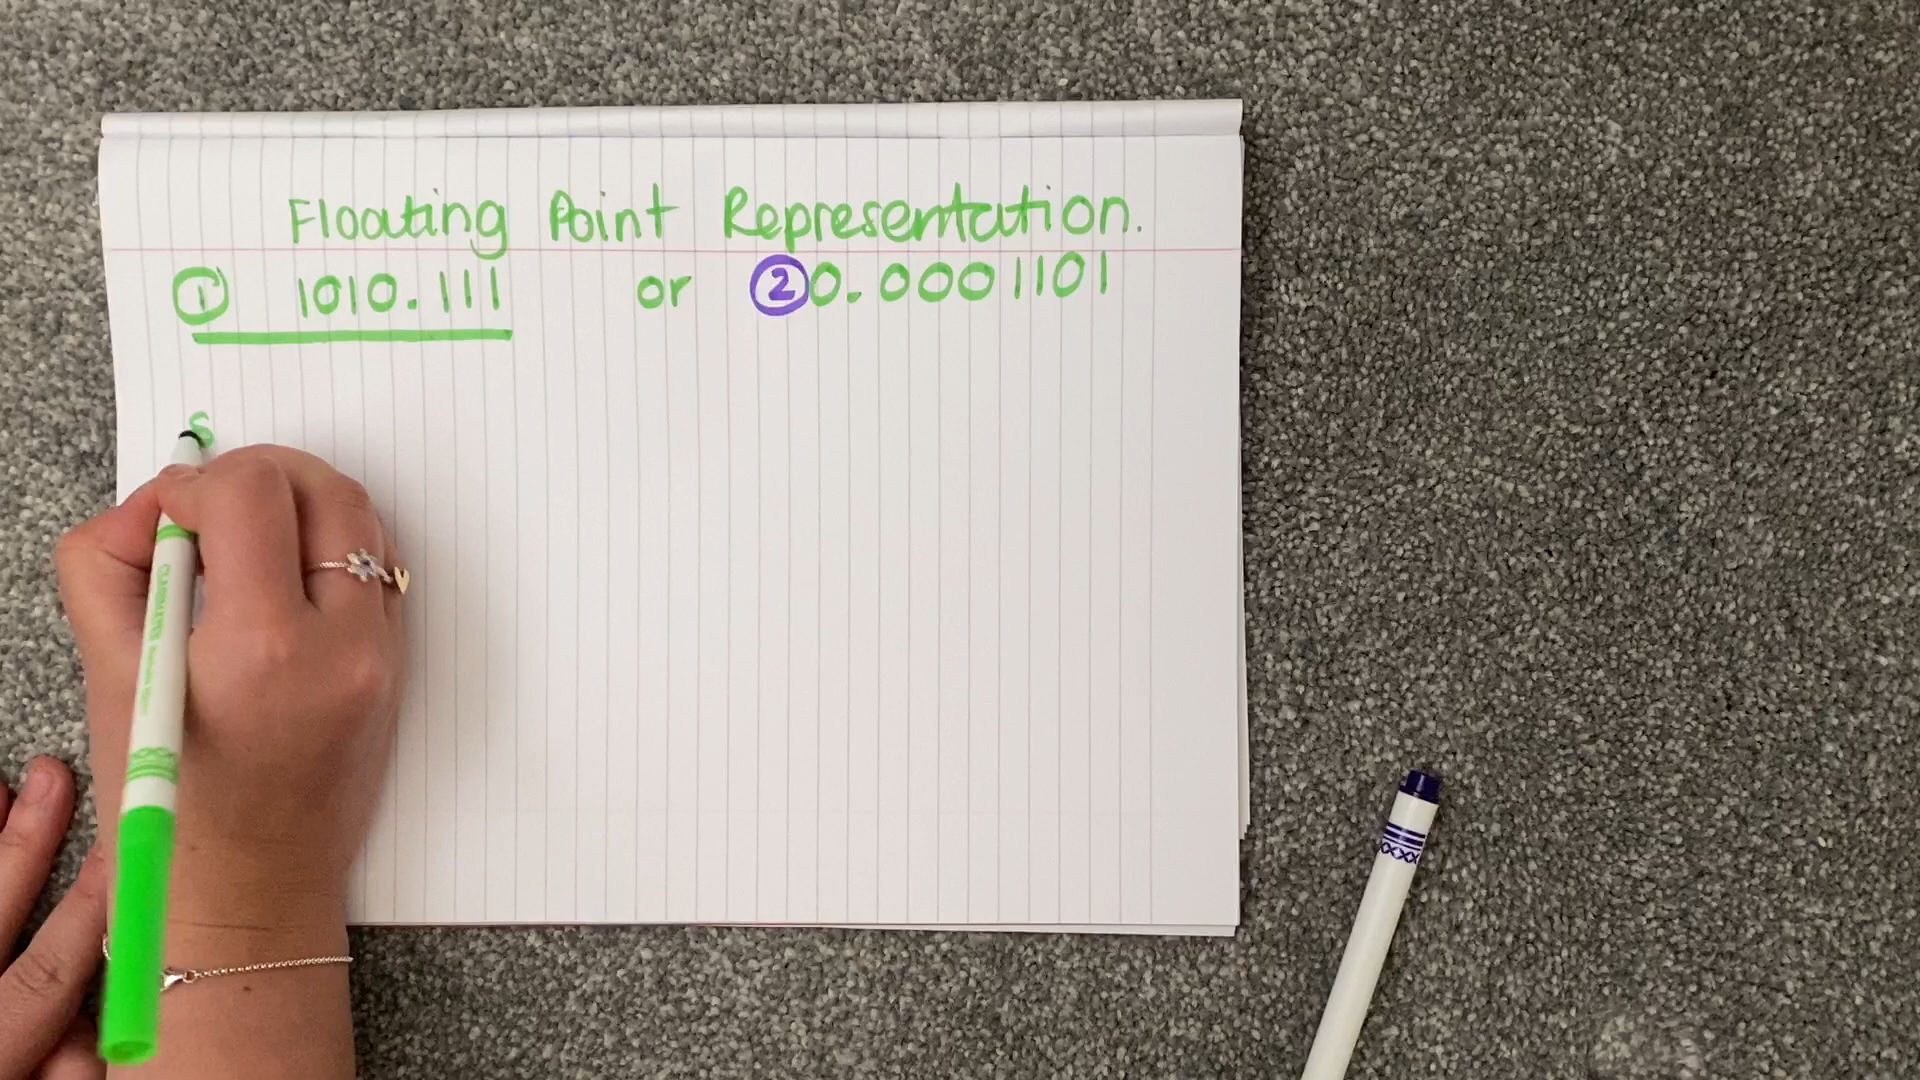 Floating Point Representation.
① 1010.111 or ② 0.0001101
S